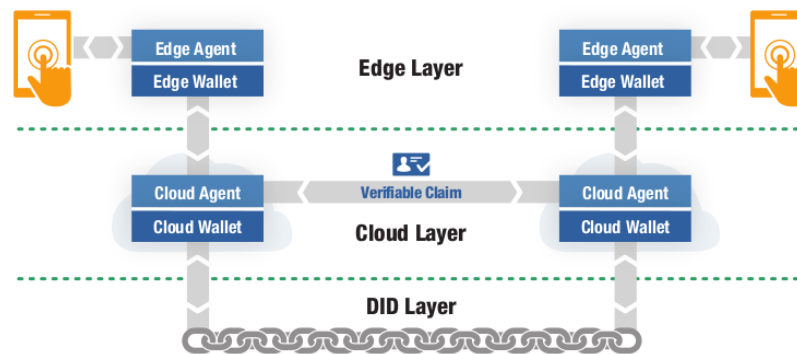 Edge Agent
Edge Wallet
Edge Layer
Edge Agent
Edge Wallet
Cloud Agent
Cloud Wallet
Verifiable Claim
Cloud Layer
Cloud Agent
Cloud Wallet
DID Layer